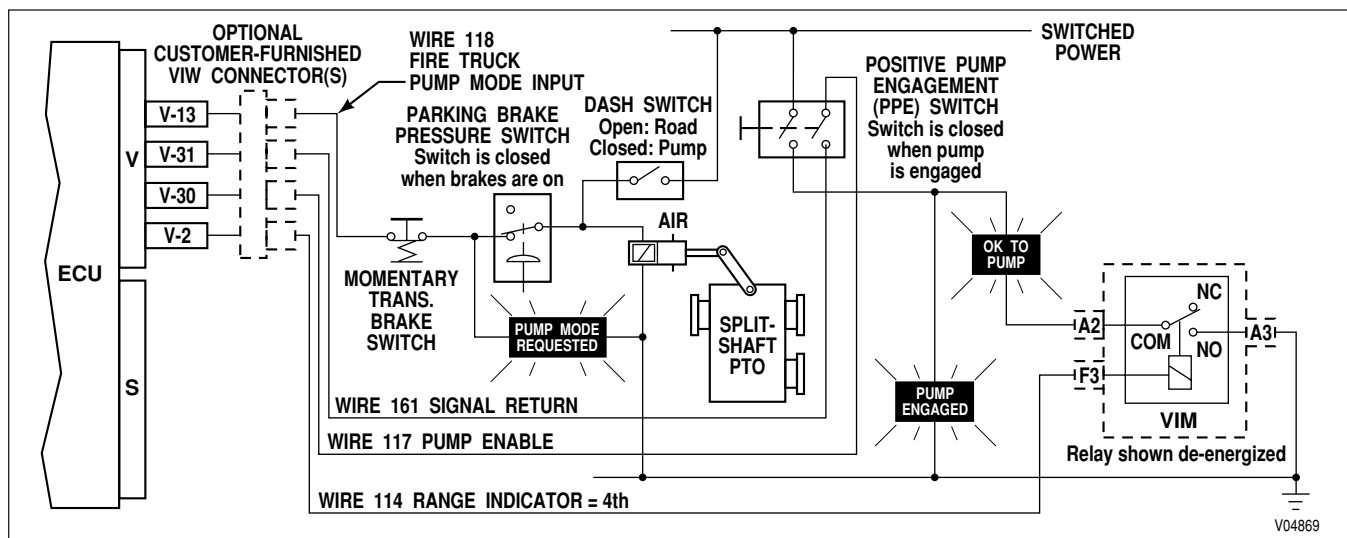 OPTIONAL
CUSTOMER-FURNISHED
VIW CONNECTOR(S)
WIRE 118
FIRE TRUCK
PUMP MODE INPUT
SWITCHED
POWER
PARKING BRAKE
PRESSURE SWITCH
Switch is closed
when brakes are on
DASH SWITCH
Open: Road
Closed: Pump
POSITIVE PUMP
ENGAGEMENT
(PPE) SWITCH
Switch is closed
when pump
is engaged
ECU
V
S
V-13
V-31
V-30
V-2
MOMENTARY
TRANS.
BRAKE
SWITCH
PUMP MODE
REQUESTED
AIR
SPLIT-
SHAFT
PTO
OK TO
PUMP
PUMP
ENGAGED
A2
F3
COM
NC
NO
A3
VIM
Relay shown de-energized
WIRE 161 SIGNAL RETURN
WIRE 117 PUMP ENABLE
WIRE 114 RANGE INDICATOR = 4th
V04869